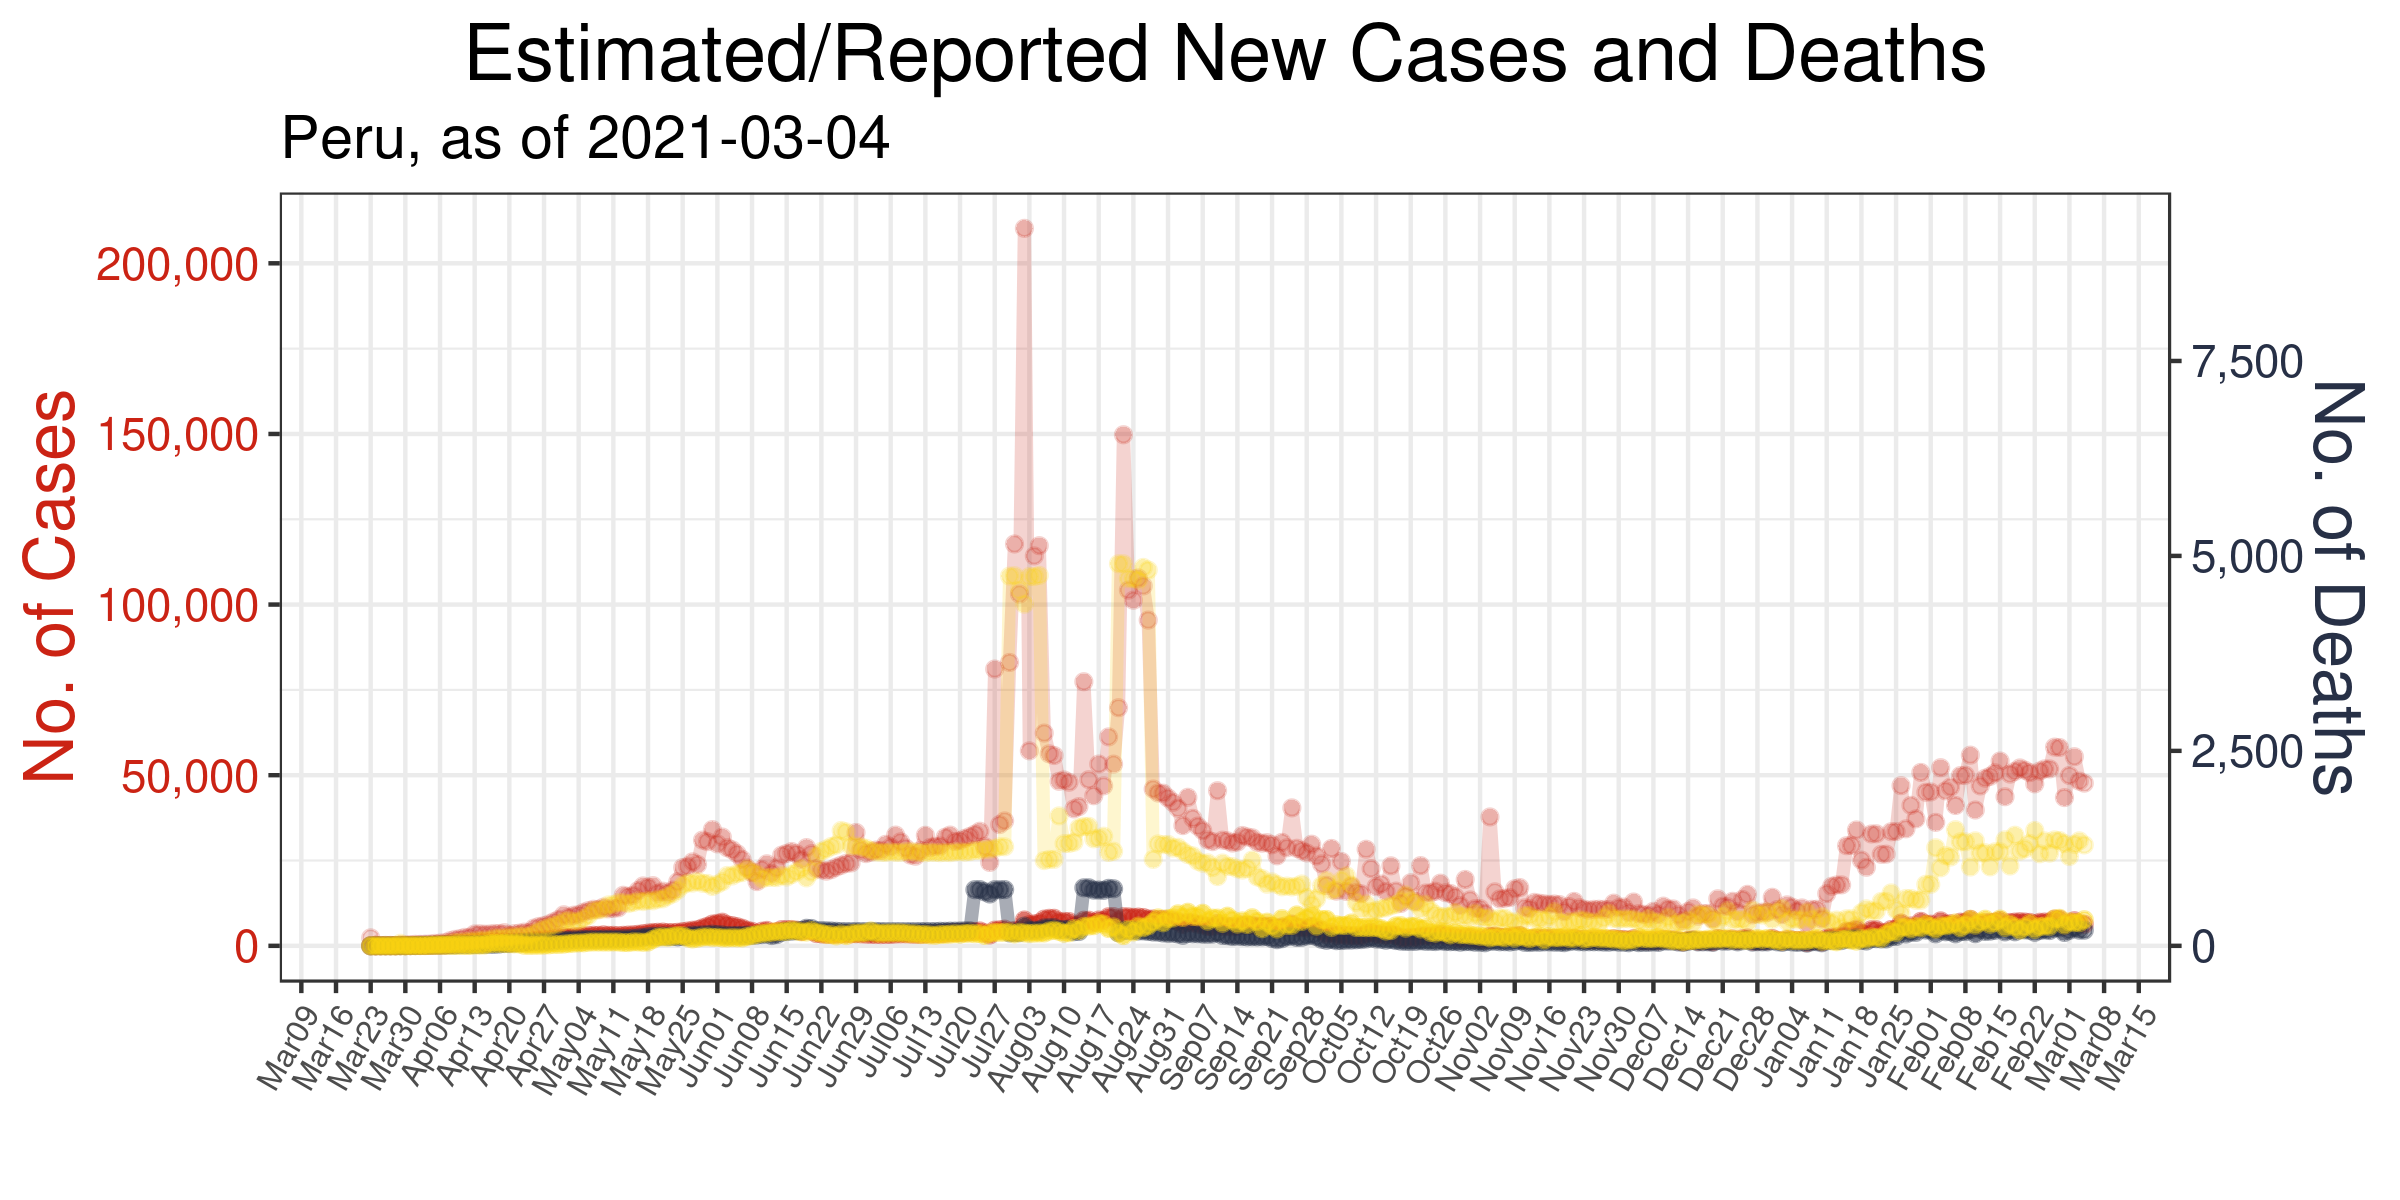 Estimated/Reported New Cases and Deaths
Peru, as of 2021-03-04
No. of Cases
200,000
150,000
100,000
50,000
0
No. of Deaths
7,500
5,000
2,500
0
Mar09
Mar16
Mar23
Mar30
Apr06
Apr13
Apr20
Apr27
May04
May11
May18
May25
Jun01
Jun08
Jun15
Jun22
Jun29
Jul06
Jul13
Jul20
Jul27
Aug03
Aug10
Aug17
Aug24
Aug31
Sep07
Sep14
Sep21
Sep28
Oct05
Oct12
Oct19
Oct26
Nov02
Nov09
Nov16
Nov23
Nov30
Dec07
Dec14
Dec21
Dec28
Jan04
Jan11
Jan18
Jan25
Feb01
Feb08
Feb15
Feb22
Mar01
Mar08
Mar15